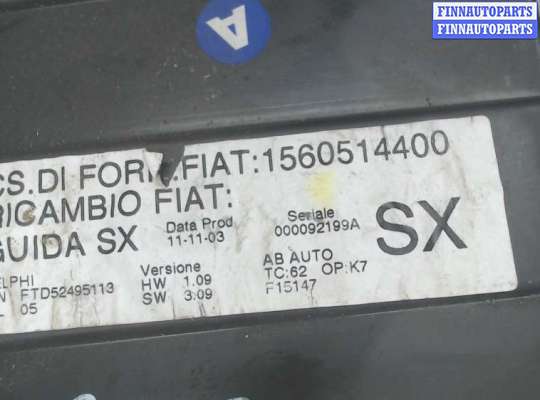 FINNAUTOPARTS
FINNAUTOPARTS
A
CS.DI FORN.FIAT:1560514400
RICAMBIO FIAT:
GUIDA SX Data Prod 11-11-03 Seriale 000092199A SX
ELPHI Versione AB AUTO
N FTD52495113 HW 1.09 TC:62 OP:K7
L 05 SW 3.09 F15147